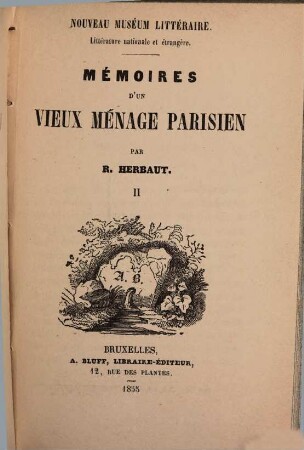 NOUVEAU MUSÉUM LITTÉRAIRE.
Littérature nationale et étrangère.
MÉMOIRES
D'UN
VIEUX MÉNAGE PARISIEN
PAR
R. HERBAUT.
II
A. B.
BRUXELLES,
A. BLUFF, LIBRAIRE-ÉDITEUR,
12, RUE DES PLANTES.
1855